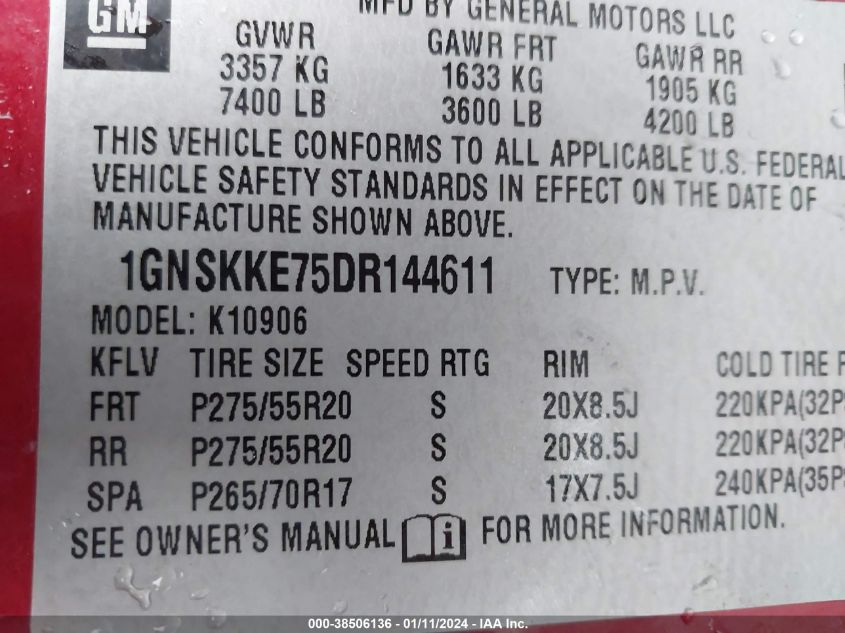 GM
MFD BY GENERAL MOTORS LLC
GVWR GAWR FRT GAWR RR
3357 KG 1633 KG 1905 KG
7400 LB 3600 LB 4200 LB
THIS VEHICLE CONFORMS TO ALL APPLICABLE U.S. FEDERAL
VEHICLE SAFETY STANDARDS IN EFFECT ON THE DATE OF
MANUFACTURE SHOWN ABOVE.
1GNSKKE75DR144611 TYPE: M.P.V.
MODEL: K10906
KFLV TIRE SIZE SPEED RTG RIM COLD TIRE
FRT P275/55R20 S 20X8.5J 220KPA(32P
RR P275/55R20 S 20X8.5J 220KPA(32P
SPA P265/70R17 S 17X7.5J 240KPA(35P
SEE OWNER'S MANUAL i FOR MORE INFORMATION.
000-38506136 - 01/11/2024 - IAA Inc.